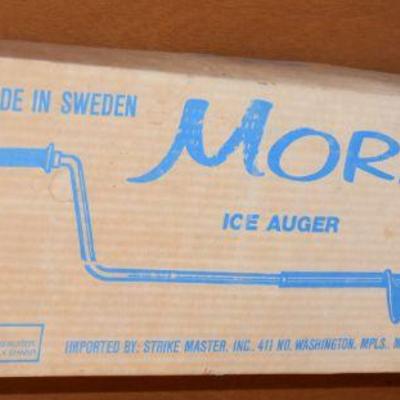 DE IN SWEDEN
MOR
ICE AUGER
IMPORTED BY: STRIKE MASTER, INC., 411 NO. WASHINGTON, MPLS., M